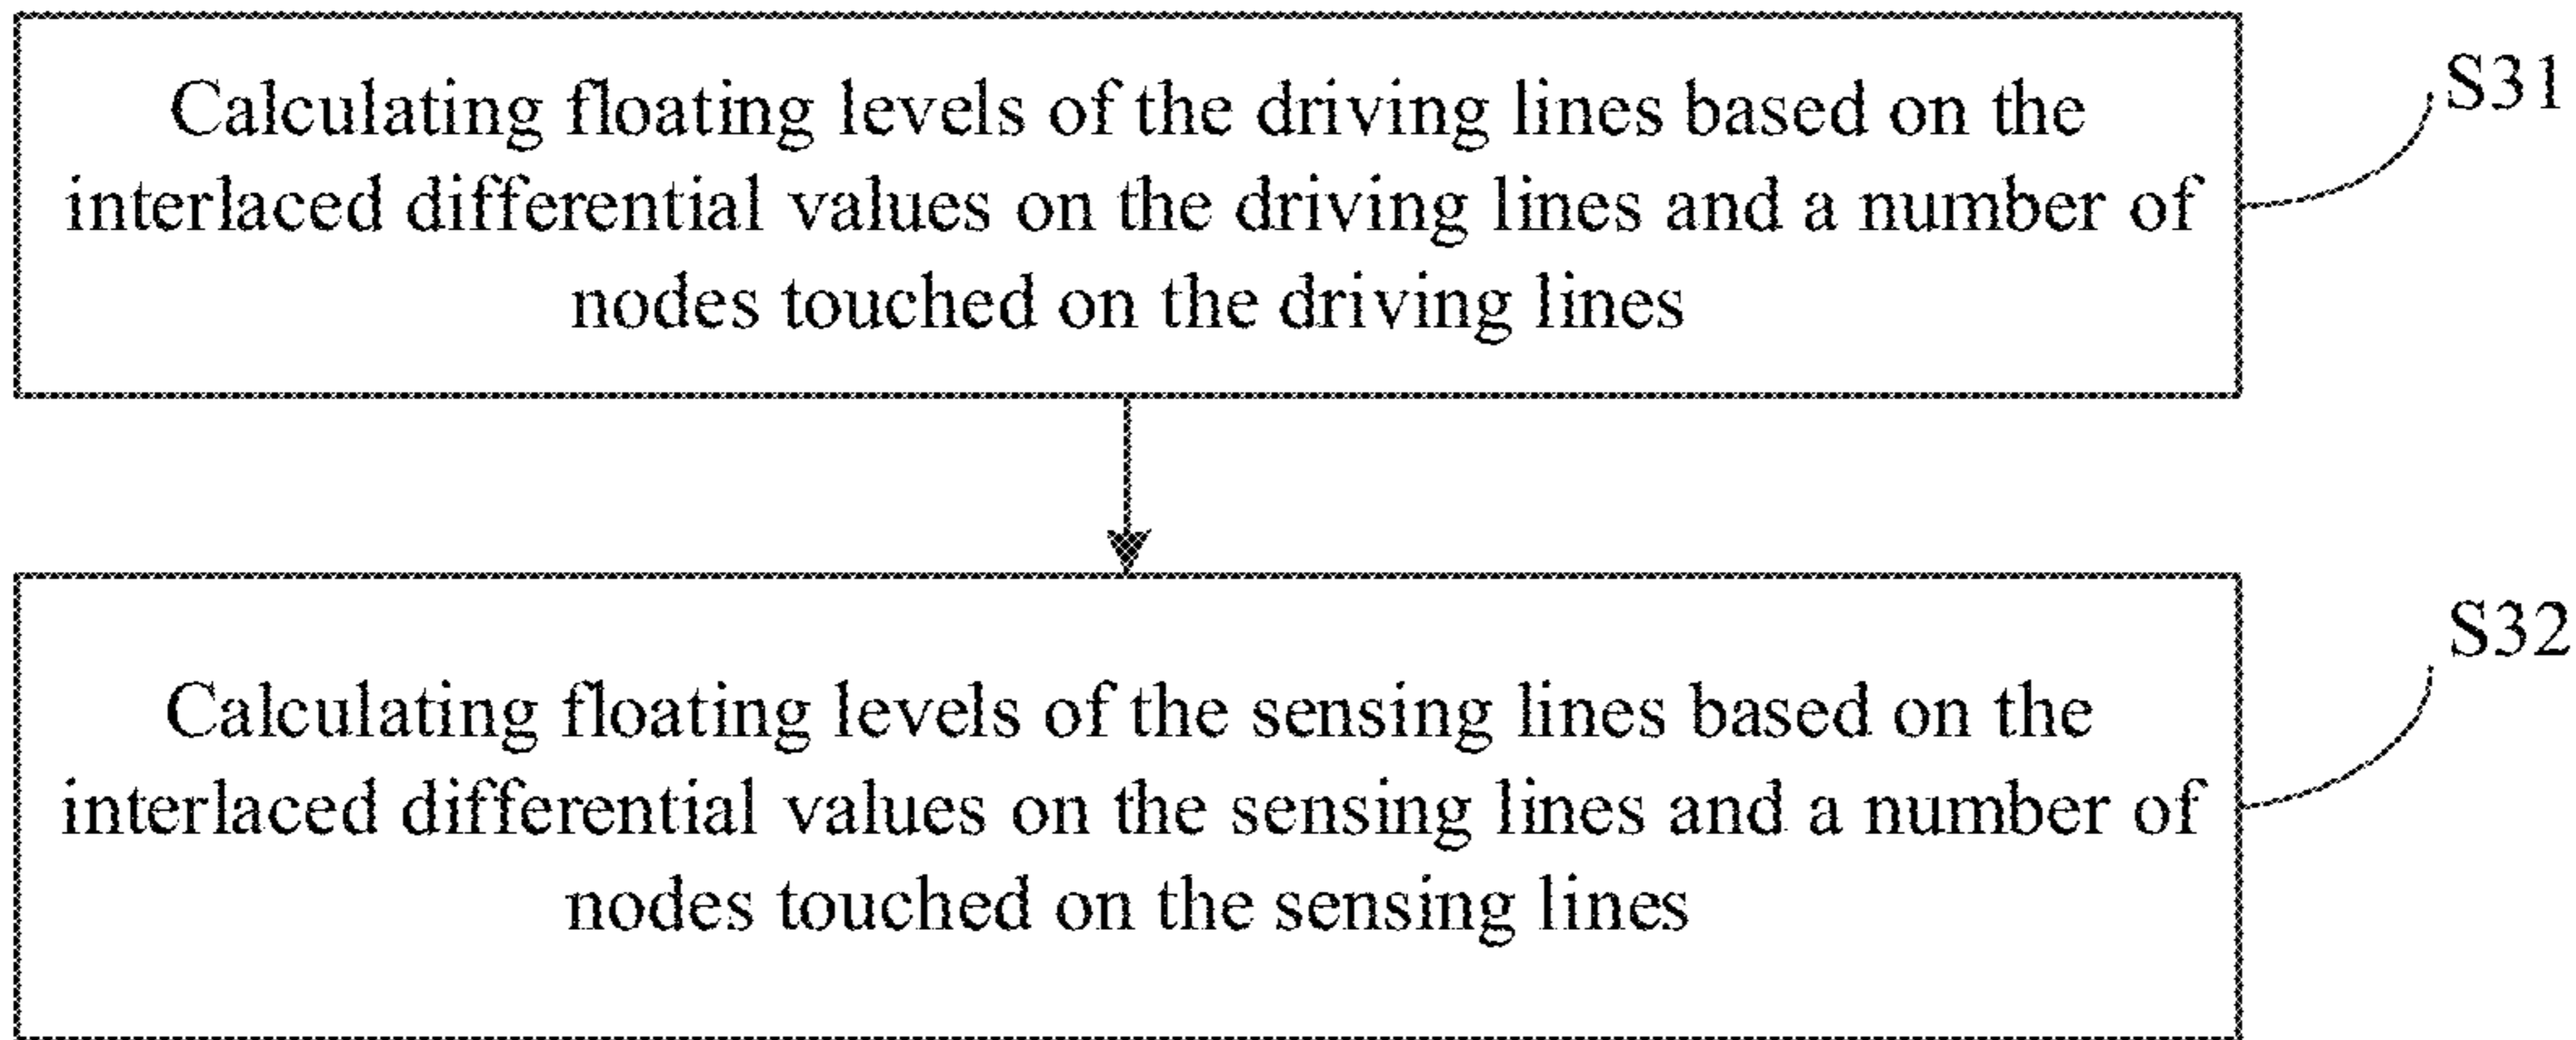 Calculating floating levels of the driving lines based on the
interlaced differential values on the driving lines and a number of
nodes touched on the driving lines
S31
Calculating floating levels of the sensing lines based on the
interlaced differential values on the sensing lines and a number of
nodes touched on the sensing lines
S32